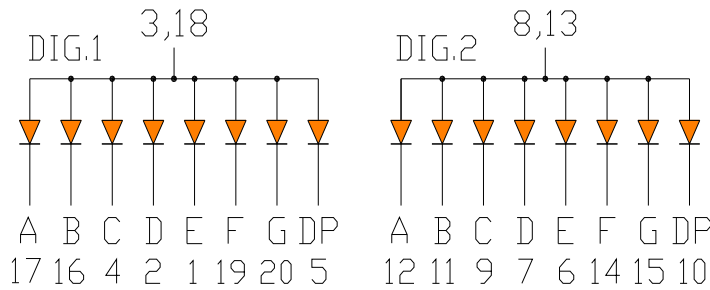 3,18 8,13
DIG.1 DIG.2
A B C D E F G DP A B C D E F G DP
17 16 4 2 1 19 20 5 12 11 9 7 6 14 15 10